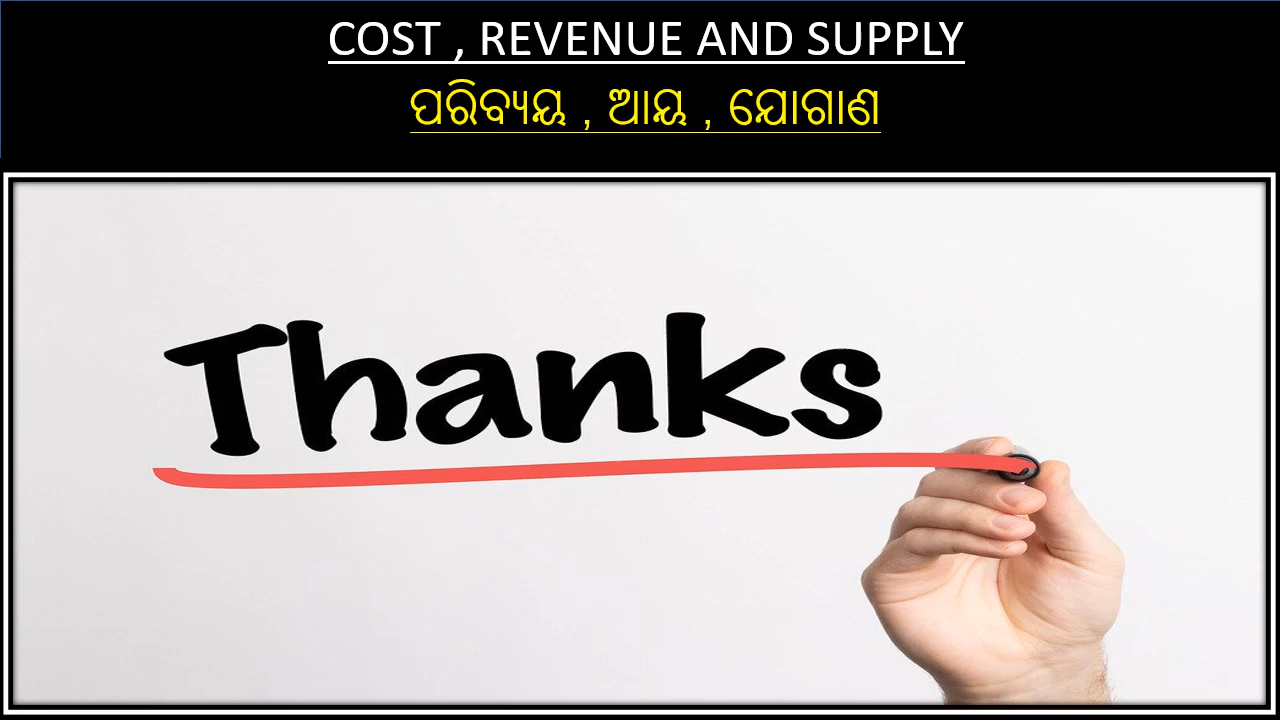 COST , REVENUE AND SUPPLY
ପରିବ୍ୟୟ , ଆୟ , ଯୋଗାଣ
Thanks